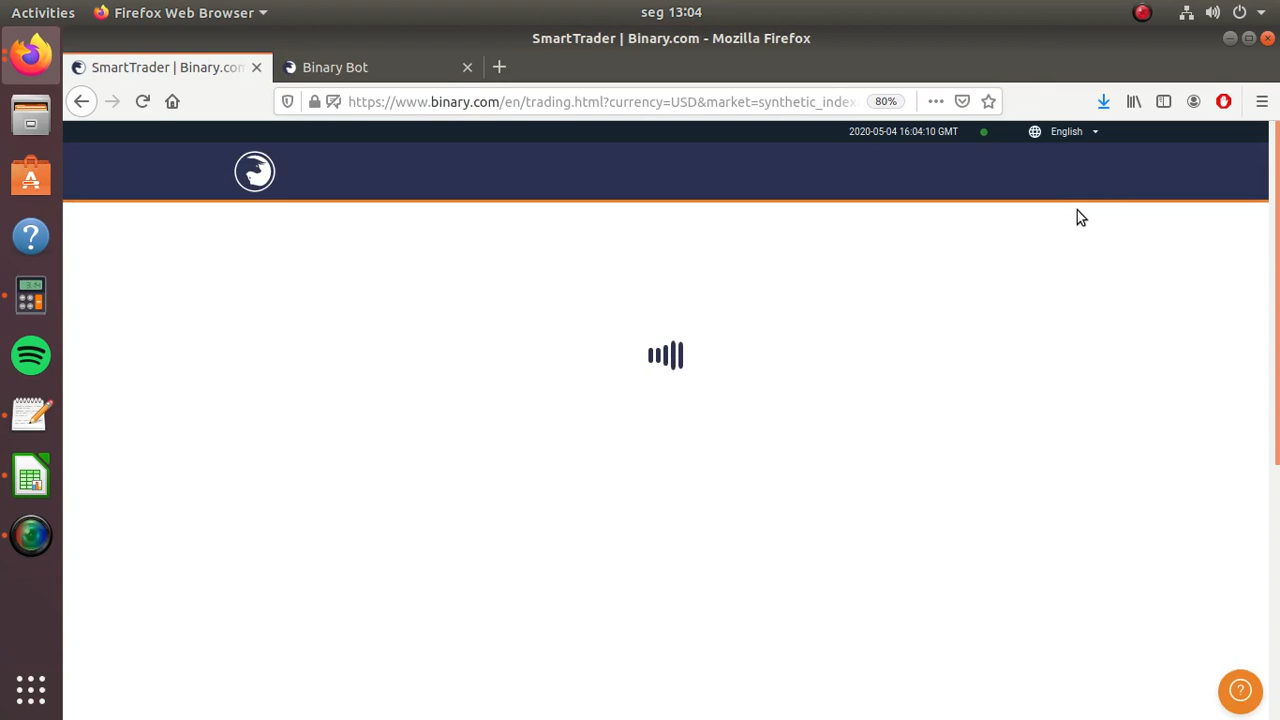 Activities
Firefox Web Browser
seg 13:04
SmartTrader | Binary.com - Mozilla Firefox
SmartTrader | Binary.com
Binary Bot
https://www.binary.com/en/trading.html?currency=USD&market=synthetic_index
80%
2020-05-04 16:04:10 GMT
English